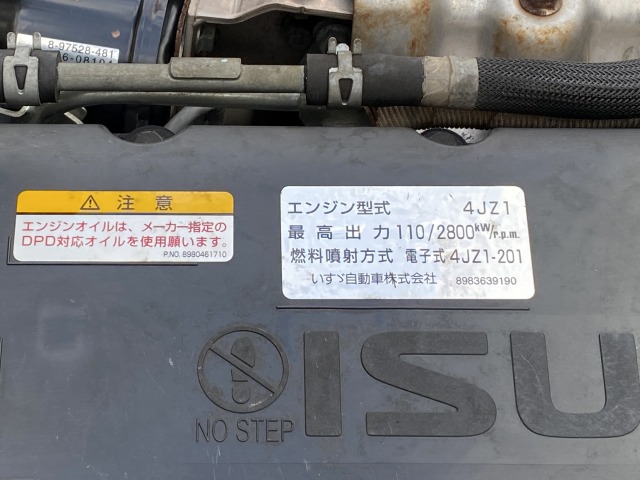 8-97528-481
注意
エンジンオイルは、メーカー指定の
DPD対応オイルを使用願います。
P.NO. 8980461710
エンジン型式 4JZ1
最高出力 110/2800kW/r.p.m.
燃料噴射方式 電子式 4JZ1-201
いすゞ自動車株式会社 8983639190
NO STEP
ISU